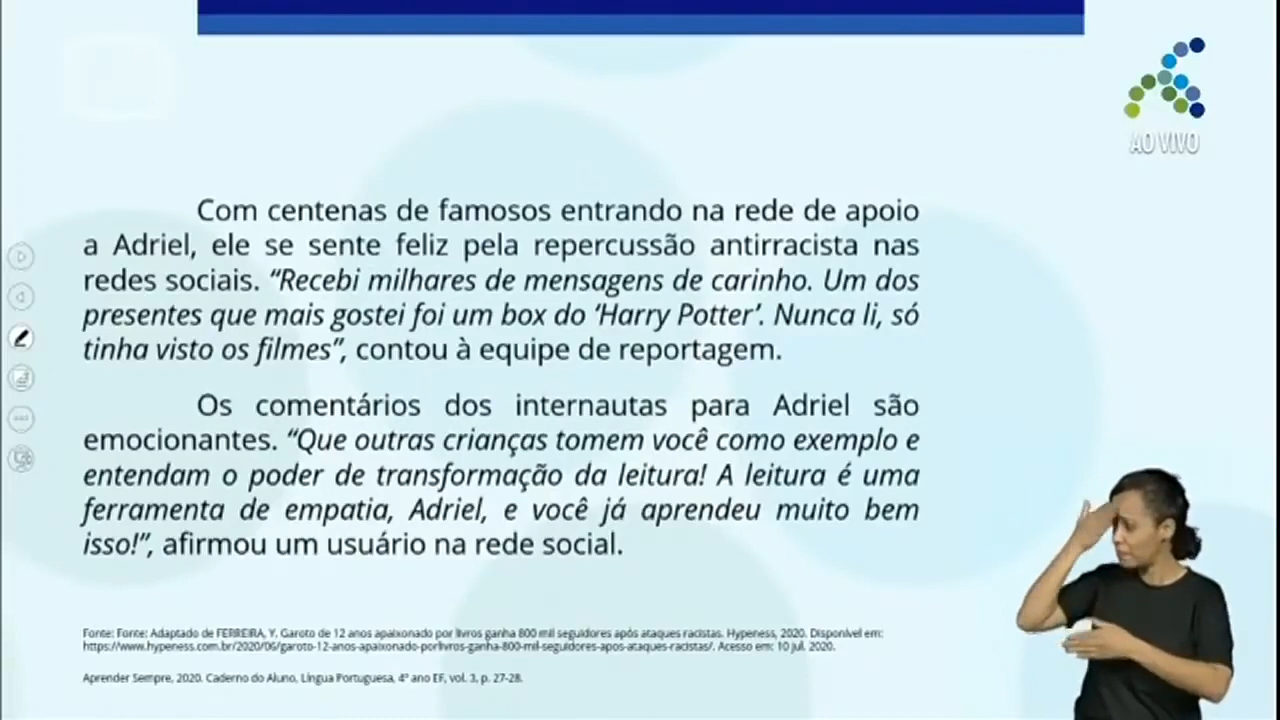 AO VIVO
Com centenas de famosos entrando na rede de apoio
a Adriel, ele se sente feliz pela repercussão antirracista nas
redes sociais. “Recebi milhares de mensagens de carinho. Um dos
presentes que mais gostei foi um box do ‘Harry Potter’. Nunca li, só
tinha visto os filmes”, contou à equipe de reportagem.
Os comentários dos internautas para Adriel são
emocionantes. “Que outras crianças tomem você como exemplo e
entendam o poder de transformação da leitura! A leitura é uma
ferramenta de empatia, Adriel, e você já aprendeu muito bem
isso!”, afirmou um usuário na rede social.
Fonte: Fonte: Adaptado de FERREIRA, Y. Garoto de 12 anos apaixonado por livros ganha 800 mil seguidores após ataques racistas. Hypeness, 2020. Disponível em:
https://www.hypeness.com.br/2020/06/garoto-12-anos-apaixonado-porlivros-ganha-800-mil-seguidores-apos-ataques-racistas/. Acesso em: 10 jul. 2020.
Aprender Sempre, 2020. Caderno do Aluno, Língua Portuguesa, 4º ano EF, vol. 3, p. 27-28.